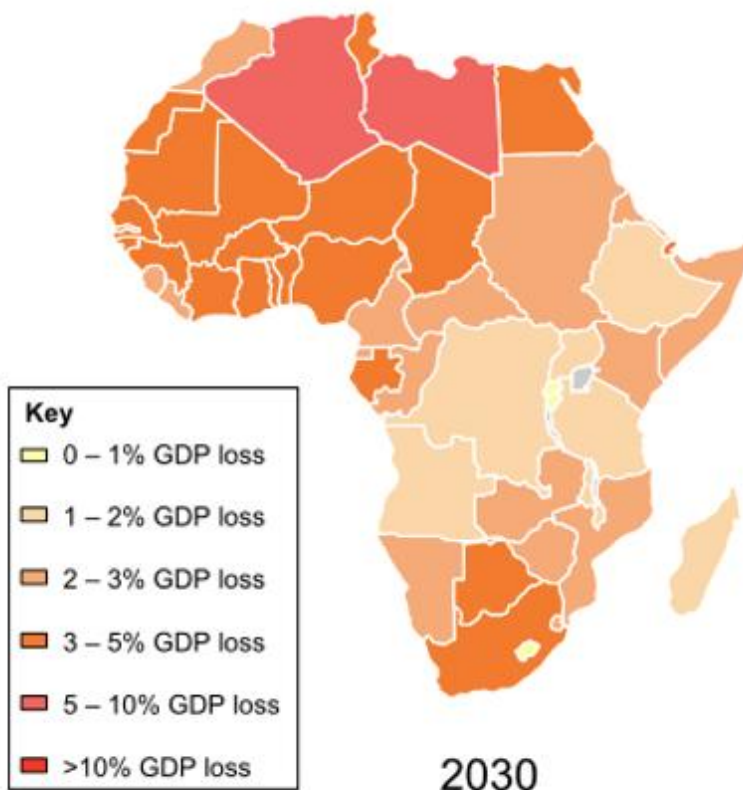 Key
0 – 1% GDP loss
1 – 2% GDP loss
2 – 3% GDP loss
3 – 5% GDP loss
5 – 10% GDP loss
>10% GDP loss
2030